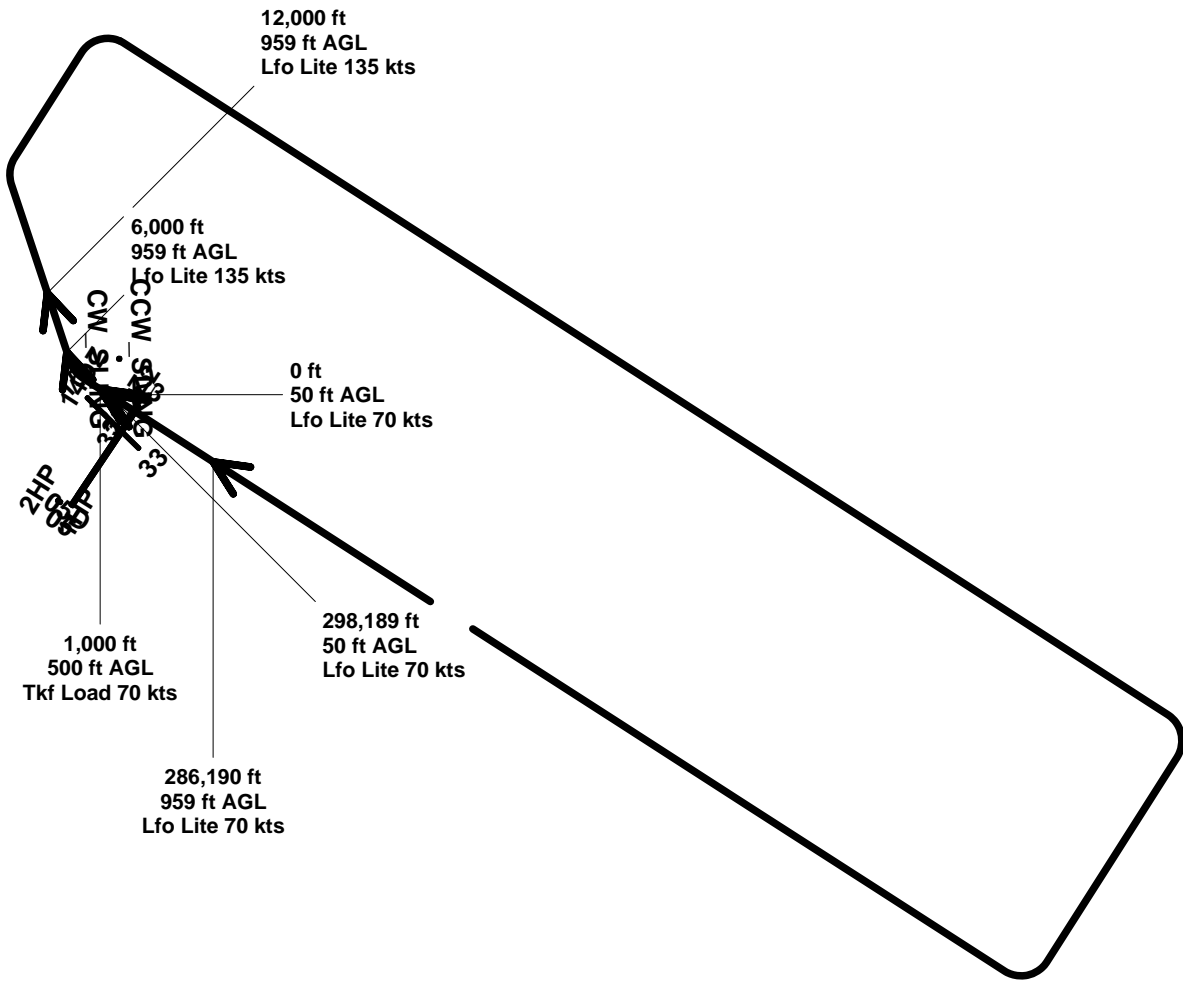 12,000 ft
959 ft AGL
Lfo Lite 135 kts
6,000 ft
959 ft AGL
Lfo Lite 135 kts
CW SLING
CCW SLING
0 ft
50 ft AGL
Lfo Lite 70 kts
33
2HP
1,000 ft
500 ft AGL
Tkf Load 70 kts
298,189 ft
50 ft AGL
Lfo Lite 70 kts
286,190 ft
959 ft AGL
Lfo Lite 70 kts